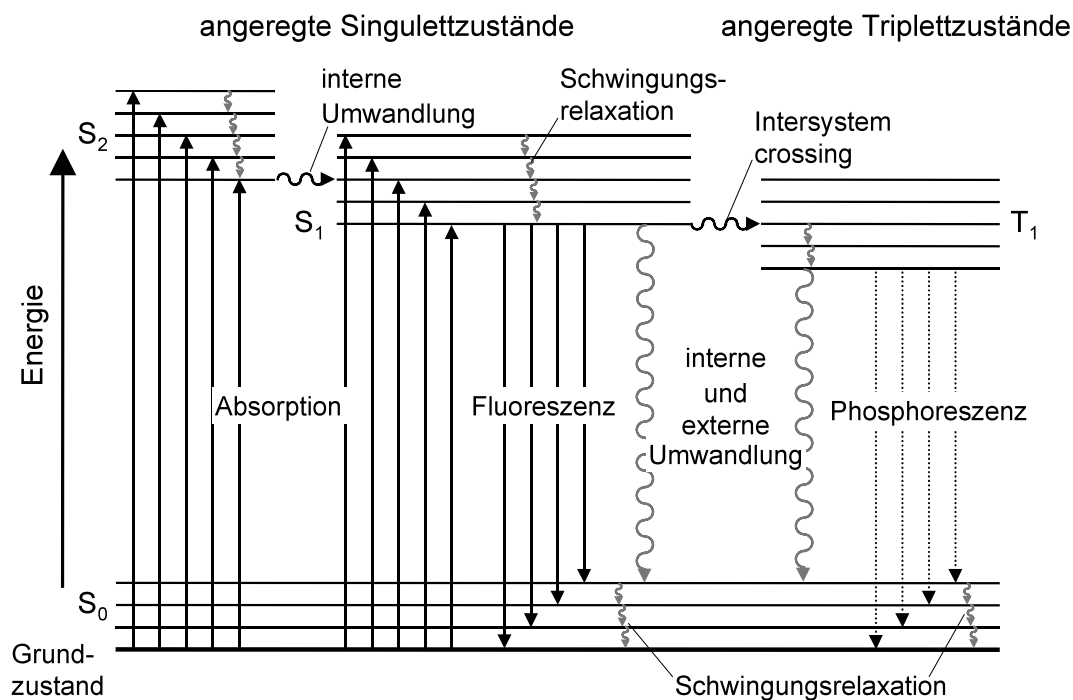 angeregte Singulettzustände
angeregte Triplettzustände
interne
Umwandlung
Schwingungs-
relaxation
Intersystem
crossing
S2
S1
T1
Energie
Absorption
Fluoreszenz
interne
und
externe
Umwandlung
Phosphoreszenz
S0
Grund-
zustand
Schwingungsrelaxation